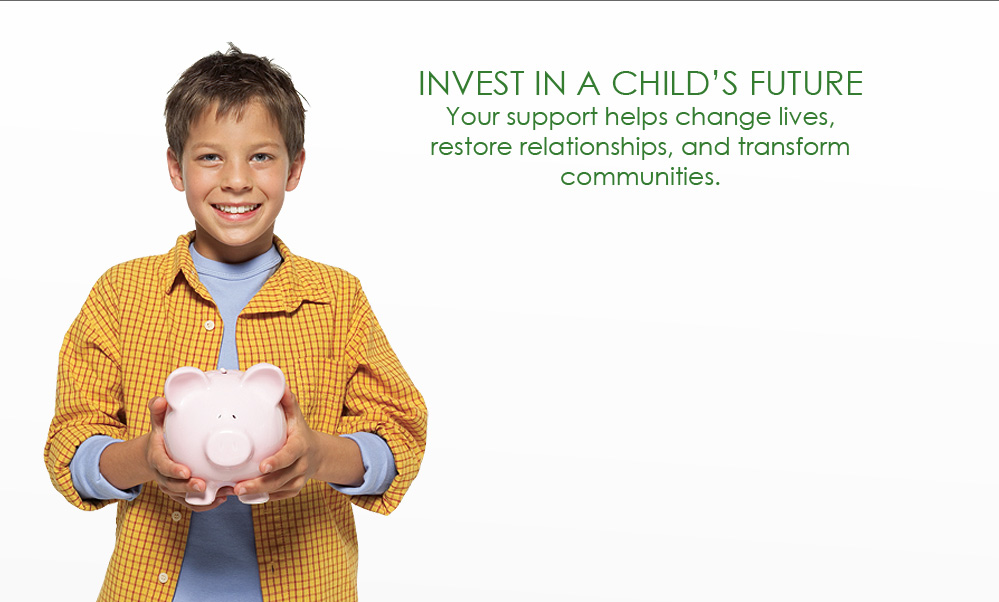 INVEST IN A CHILD’S FUTURE
Your support helps change lives,
restore relationships, and transform
communities.